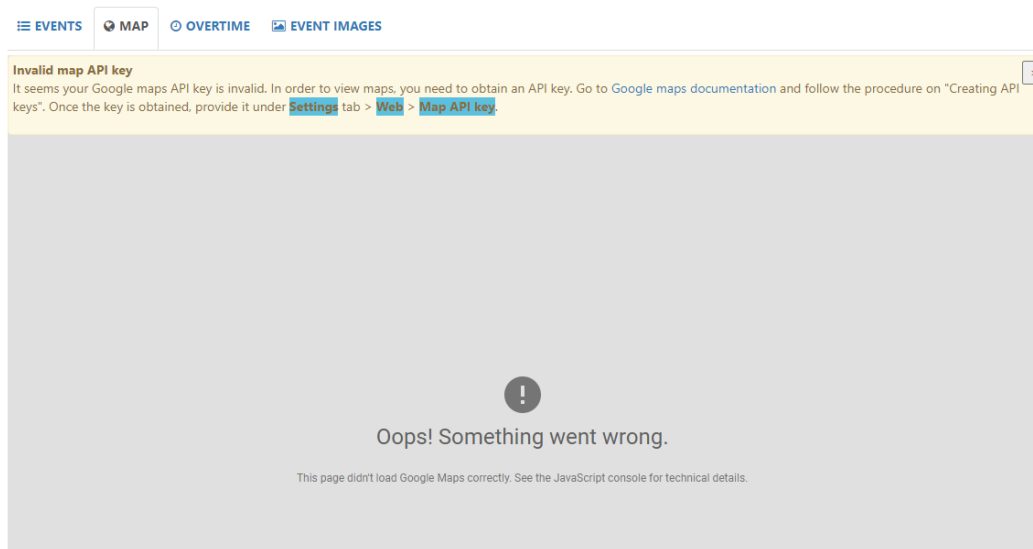 EVENTS MAP OVERTIME EVENT IMAGES
Invalid map API key
It seems your Google maps API key is invalid. In order to view maps, you need to obtain an API key. Go to Google maps documentation and follow the procedure on "Creating API
keys". Once the key is obtained, provide it under Settings tab > Web > Map API key.
Oops! Something went wrong.
This page didn't load Google Maps correctly. See the JavaScript console for technical details.